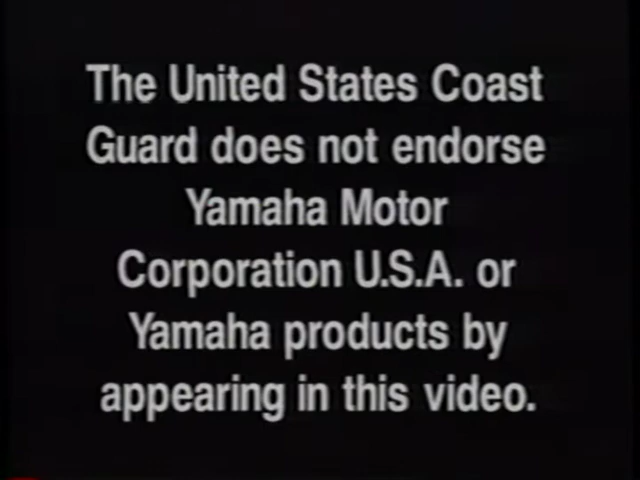 The United States Coast
Guard does not endorse
Yamaha Motor
Corporation U.S.A. or
Yamaha products by
appearing in this video.